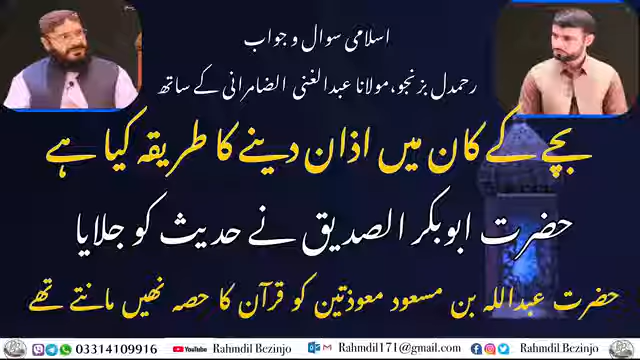 اسلامی سوال و جواب
رحمدل بزنجو، مولانا عبدالغنی الضامرانی کے ساتھ
بچے کے کان میں اذان دینے کا طریقہ کیا ہے
حضرت ابوبکر الصدیق نے حدیث کو جلایا
حضرت عبداللہ بن مسعود معوذتین کو قرآن کا حصہ نھیں مانتے تھے
03314109916 YouTube Rahmdil Bezinjo Rahmdil171@gmail.com Rahmdil Bezinjo